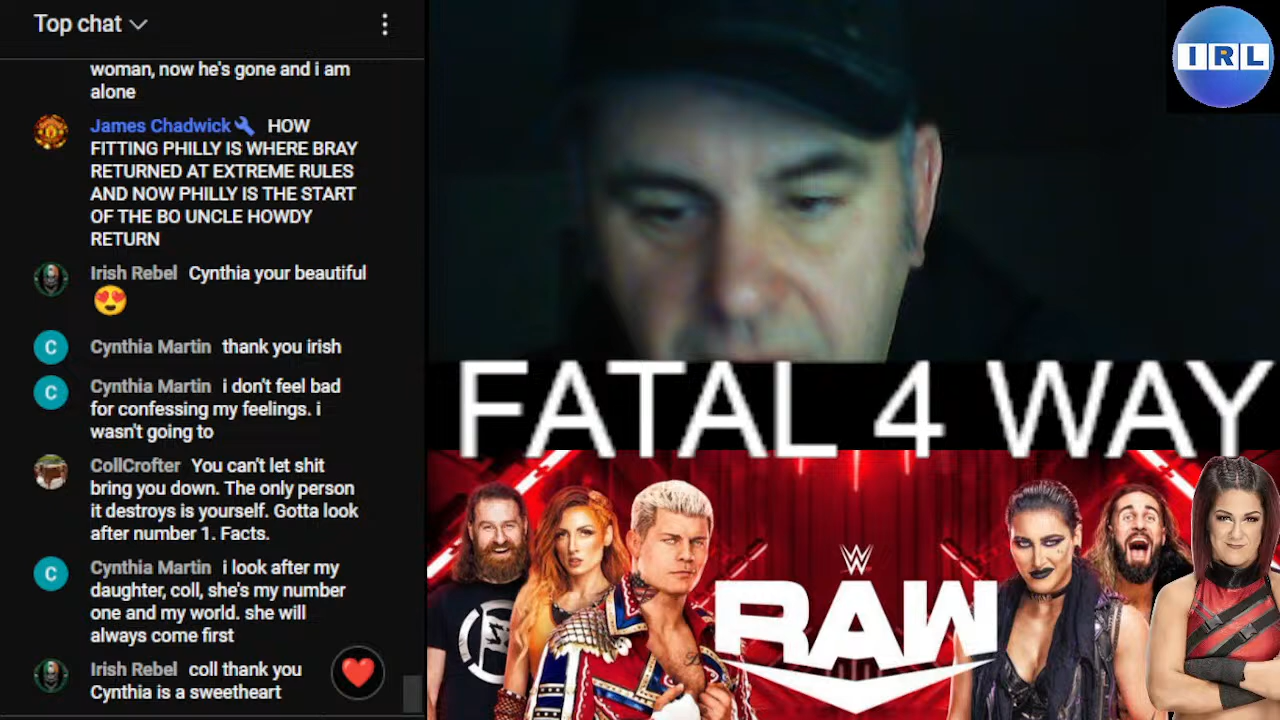 Top chat
woman, now he's gone and i am
alone
James Chadwick HOW
FITTING PHILLY IS WHERE BRAY
RETURNED AT EXTREME RULES
AND NOW PHILLY IS THE START
OF THE BO UNCLE HOWDY
RETURN
Irish Rebel Cynthia your beautiful
😍
C
Cynthia Martin thank you irish
C
Cynthia Martin i don't feel bad
for confessing my feelings. i
wasn't going to
CollCrofter You can't let shit
bring you down. The only person
it destroys is yourself. Gotta look
after number 1. Facts.
C
Cynthia Martin i look after my
daughter, coll, she's my number
one and my world. she will
always come first
Irish Rebel coll thank you
Cynthia is a sweetheart
IRL
FATAL 4 WAY
W
RAW